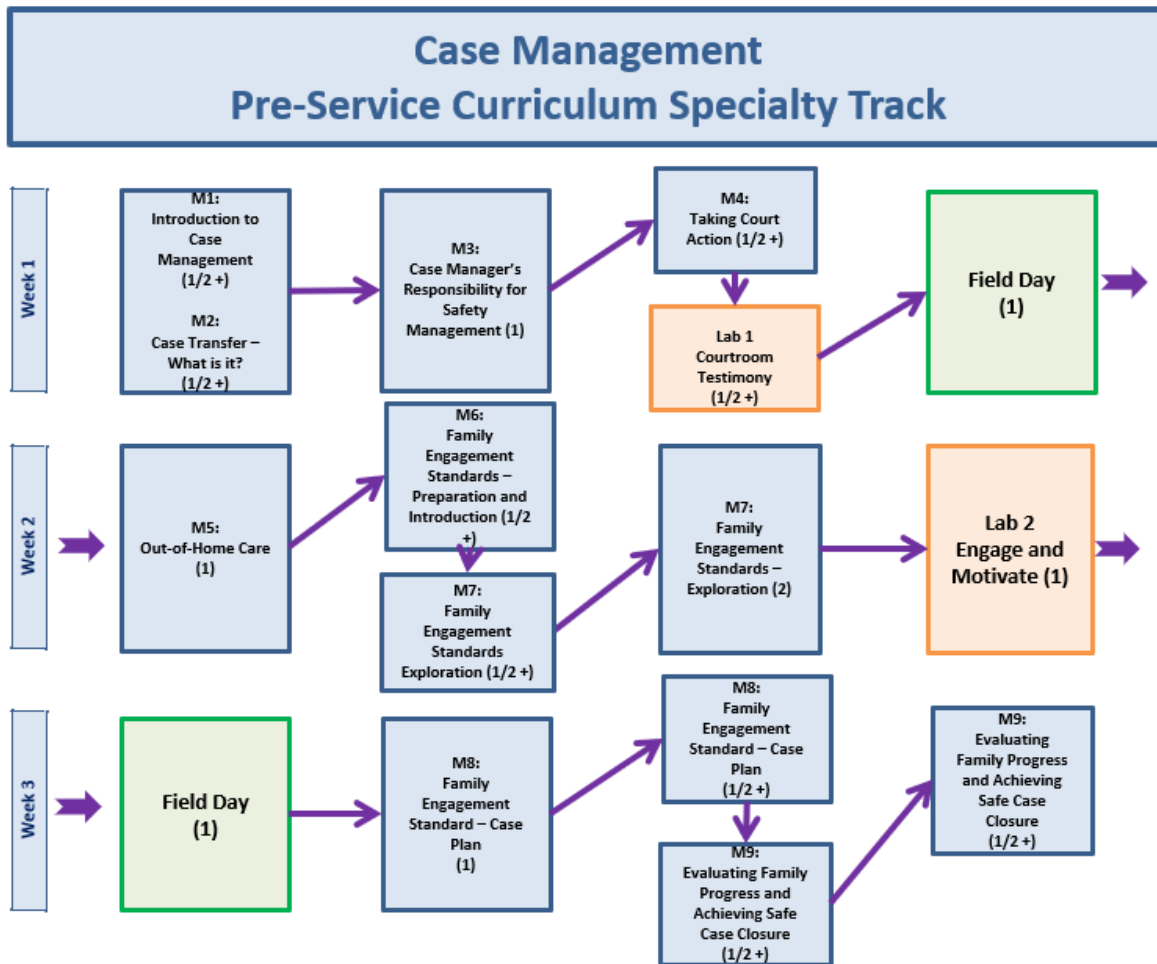 Case Management
Pre-Service Curriculum Specialty Track
Week 1
M1:
Introduction to
Case
Management
(1/2 +)
M2:
Case Transfer –
What is it?
(1/2 +)
M3:
Case Manager's
Responsibility for
Safety
Management (1)
M4:
Taking Court
Action (1/2 +)
Lab 1
Courtroom
Testimony
(1/2 +)
Field Day
(1)
Week 2
M5:
Out-of-Home Care
(1)
M6:
Family
Engagement
Standards –
Preparation and
Introduction (1/2
+)
M7:
Family
Engagement
Standards
Exploration (1/2 +)
M7:
Family
Engagement
Standards –
Exploration (2)
Lab 2
Engage and
Motivate (1)
Week 3
Field Day
(1)
M8:
Family
Engagement
Standard – Case
Plan
(1)
M8:
Family
Engagement
Standard – Case
Plan
(1/2 +)
M9:
Evaluating Family
Progress and
Achieving Safe
Case Closure
(1/2 +)
M9:
Evaluating
Family Progress
and Achieving
Safe Case
Closure
(1/2 +)